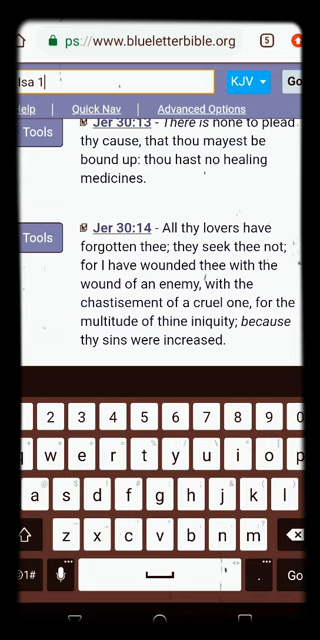 ps://www.blueletterbible.org 5
Isa 1 KJV Go
Help | Quick Nav | Advanced Options
Tools Jer 30:13 - There is none to plead
thy cause, that thou mayest be
bound up: thou hast no healing
medicines.
Tools Jer 30:14 - All thy lovers have
forgotten thee; they seek thee not;
for I have wounded thee with the
wound of an enemy, with the
chastisement of a cruel one, for the
multitude of thine iniquity; because
thy sins were increased.
2 3 4 5 6 7 8 9 0
q w e r t y u i o p
a s d f g h j k l
z x c v b n m
1# . Go